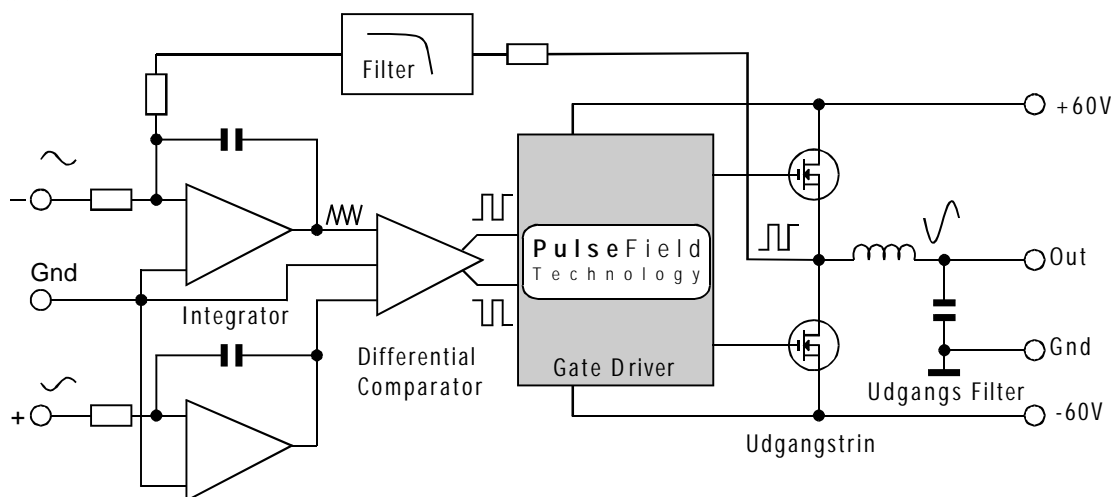 Filter
+60V
−
Gnd
PulseField
Technology
Out
Integrator
Differential
Comparator
Gate Driver
Gnd
Udgangs Filter
+
-60V
Udgangstrin